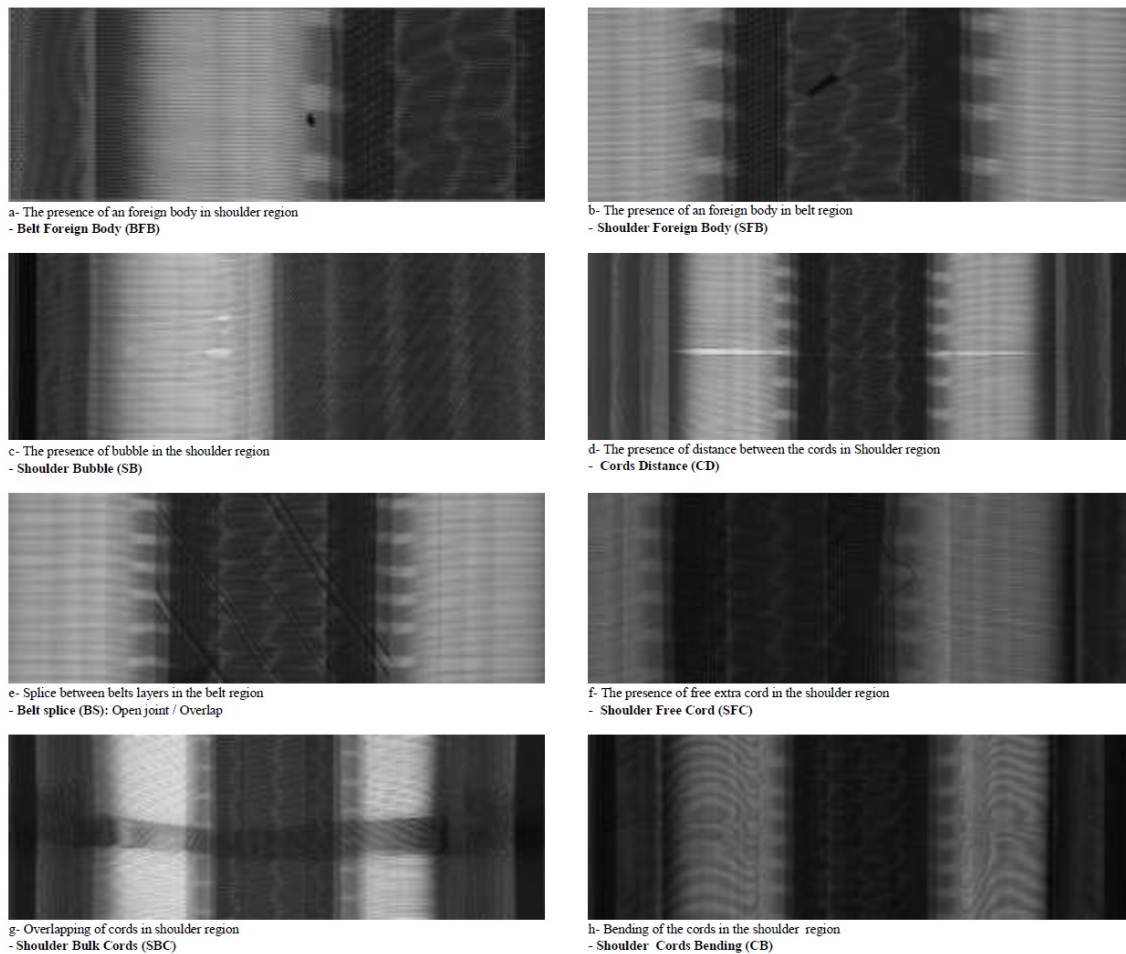 a- The presence of an foreign body in shoulder region
- Belt Foreign Body (BFB)
b- The presence of an foreign body in belt region
- Shoulder Foreign Body (SFB)
c- The presence of bubble in the shoulder region
- Shoulder Bubble (SB)
d- The presence of distance between the cords in Shoulder region
- Cords Distance (CD)
e- Splice between belts layers in the belt region
- Belt splice (BS): Open joint / Overlap
f- The presence of free extra cord in the shoulder region
- Shoulder Free Cord (SFC)
g- Overlapping of cords in shoulder region
- Shoulder Bulk Cords (SBC)
h- Bending of the cords in the shoulder region
- Shoulder Cords Bending (CB)